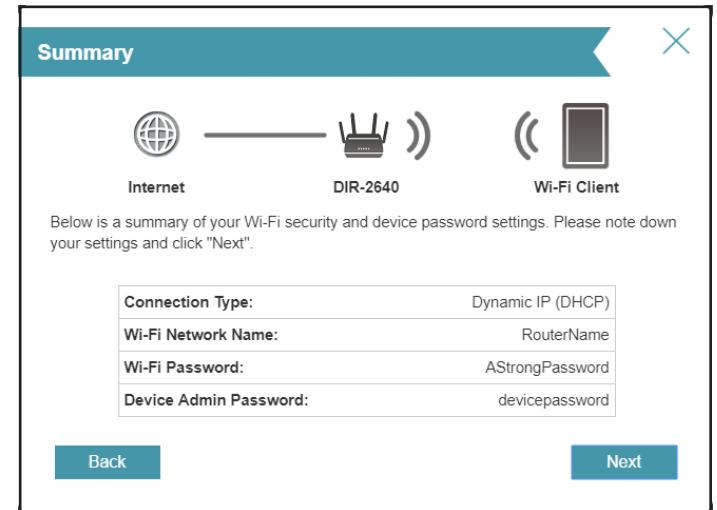 Summary
Internet
DIR-2640
Wi-Fi Client
Below is a summary of your Wi-Fi security and device password settings. Please note down
your settings and click "Next".
Connection Type: Dynamic IP (DHCP)
Wi-Fi Network Name: RouterName
Wi-Fi Password: AStrongPassword
Device Admin Password: devicepassword
Back
Next